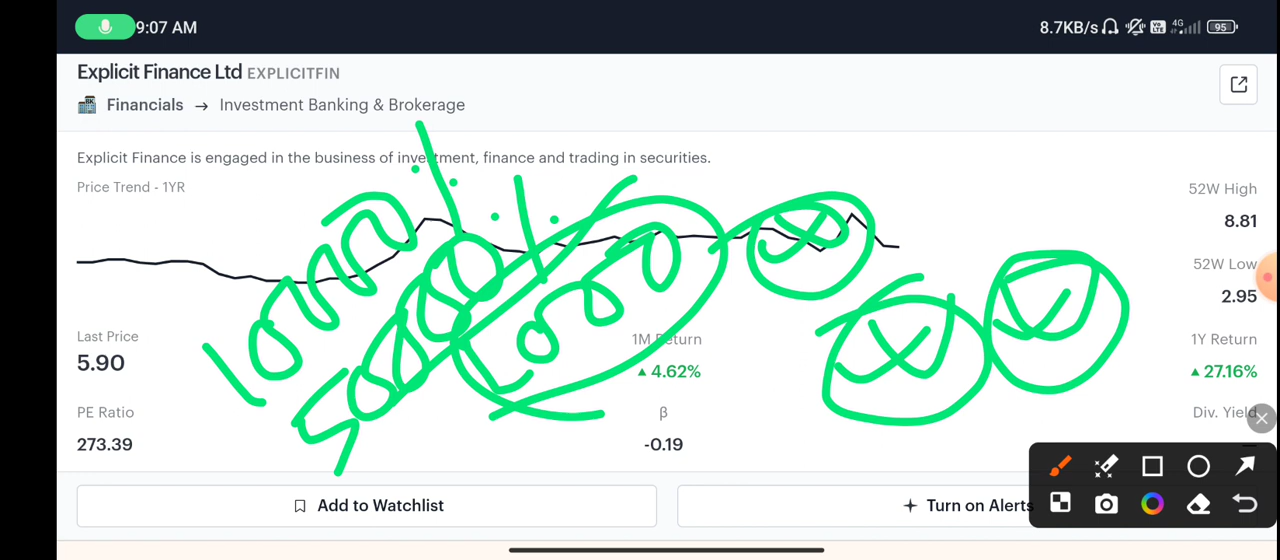 9:07 AM 8.7KB/s 4G 95
Explicit Finance Ltd EXPLICITFIN
Financials → Investment Banking & Brokerage
Explicit Finance is engaged in the business of investment, finance and trading in securities.
Price Trend - 1YR
52W High
8.81
52W Low
2.95
Last Price 1M Return 1Y Return
5.90 ▲ 4.62% ▲ 27.16%
PE Ratio β Div. Yield
273.39 -0.19 —
Add to Watchlist Turn on Alerts